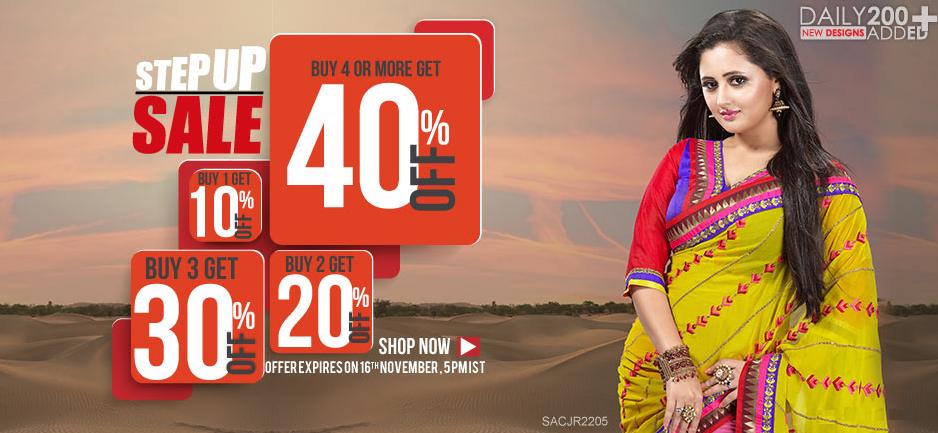 DAILY 200+
NEW DESIGNS ADDED
STEP UP
SALE
BUY 4 OR MORE GET
40% OFF
BUY 1 GET
10% OFF
BUY 3 GET
30% OFF
BUY 2 GET
20% OFF
SHOP NOW
OFFER EXPIRES ON 16TH NOVEMBER, 5PM IST
SACJR2205